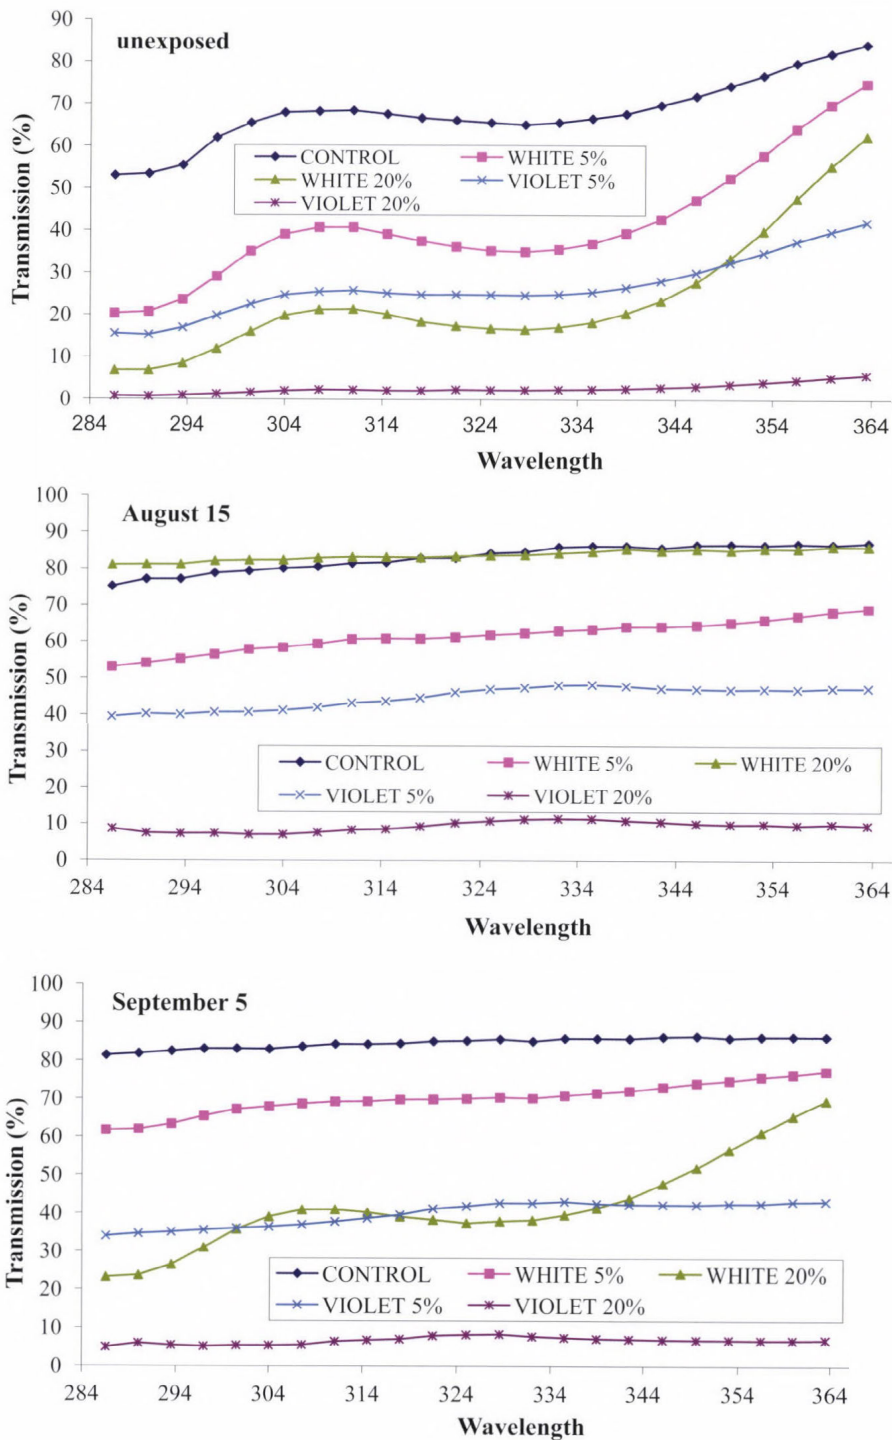 unexposed
Transmission (%)
90
80
70
60
50
40
30
20
10
0
CONTROL WHITE 5%
WHITE 20% VIOLET 5%
VIOLET 20%
284 294 304 314 324 334 344 354 364
Wavelength
August 15
Transmission (%)
100
90
80
70
60
50
40
30
20
10
0
CONTROL WHITE 5% WHITE 20%
VIOLET 5% VIOLET 20%
284 294 304 314 324 334 344 354 364
Wavelength
September 5
Transmission (%)
100
90
80
70
60
50
40
30
20
10
0
CONTROL WHITE 5% WHITE 20%
VIOLET 5% VIOLET 20%
284 294 304 314 324 334 344 354 364
Wavelength